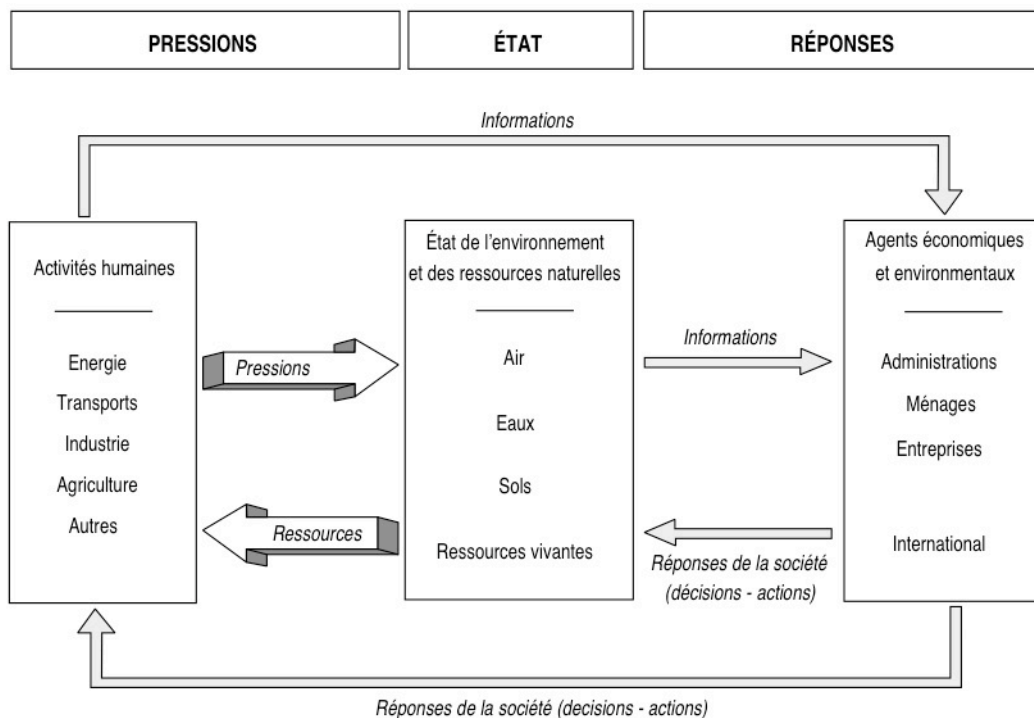 PRESSIONS
ÉTAT
RÉPONSES
Informations
Activités humaines
Energie
Transports
Industrie
Agriculture
Autres
Pressions
Ressources
État de l'environnement
et des ressources naturelles
Air
Eaux
Sols
Ressources vivantes
Informations
Réponses de la société
(décisions - actions)
Agents économiques
et environmentaux
Administrations
Ménages
Entreprises
International
Réponses de la société (decisions - actions)